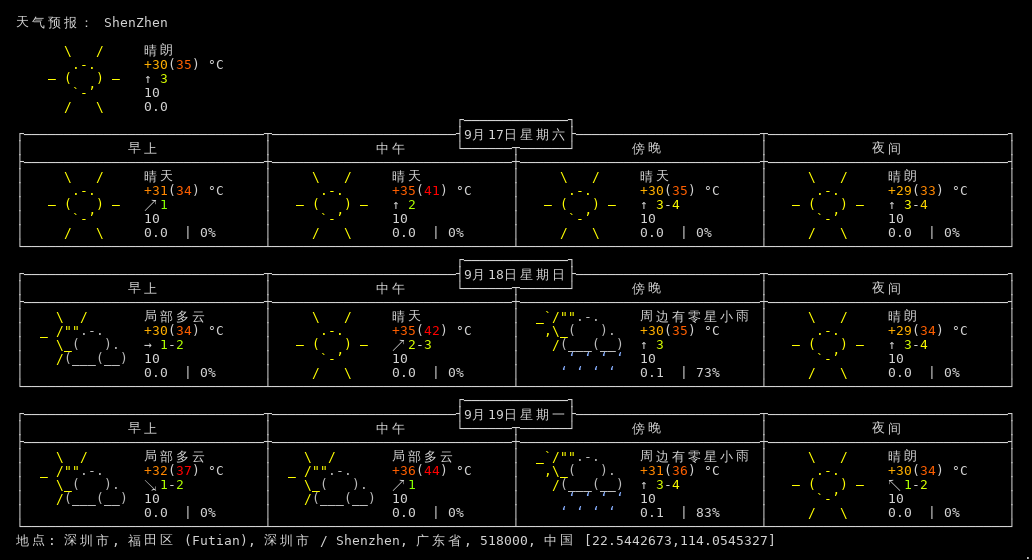 天气预报： ShenZhen
晴朗
+30(35) °C
↑ 3
10
0.0
9月17日星期六
早上 中午 傍晚 夜间
晴天 晴天 晴天 晴朗
+31(34) °C +35(41) °C +30(35) °C +29(33) °C
↗ 1 ↑ 2 ↑ 3-4 ↑ 3-4
10 10 10 10
0.0 | 0% 0.0 | 0% 0.0 | 0% 0.0 | 0%
9月18日星期日
早上 中午 傍晚 夜间
局部多云 晴天 周边有零星小雨 晴朗
+30(34) °C +35(42) °C +30(35) °C +29(34) °C
→ 1-2 ↗ 2-3 ↑ 3 ↑ 3-4
10 10 10 10
0.0 | 0% 0.0 | 0% 0.1 | 73% 0.0 | 0%
9月19日星期一
早上 中午 傍晚 夜间
局部多云 局部多云 周边有零星小雨 晴朗
+32(37) °C +36(44) °C +31(36) °C +30(34) °C
↘ 1-2 ↗ 1 ↑ 3-4 ↖ 1-2
10 10 10 10
0.0 | 0% 0.0 | 0% 0.1 | 83% 0.0 | 0%
地点: 深圳市, 福田区 (Futian), 深圳市 / Shenzhen, 广东省, 518000, 中国 [22.5442673,114.0545327]